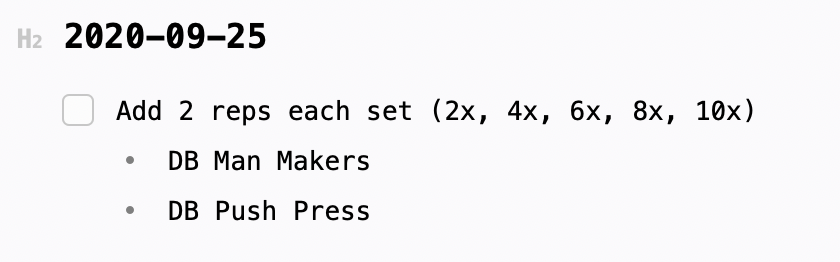 H2 2020-09-25
Add 2 reps each set (2x, 4x, 6x, 8x, 10x)
• DB Man Makers
• DB Push Press